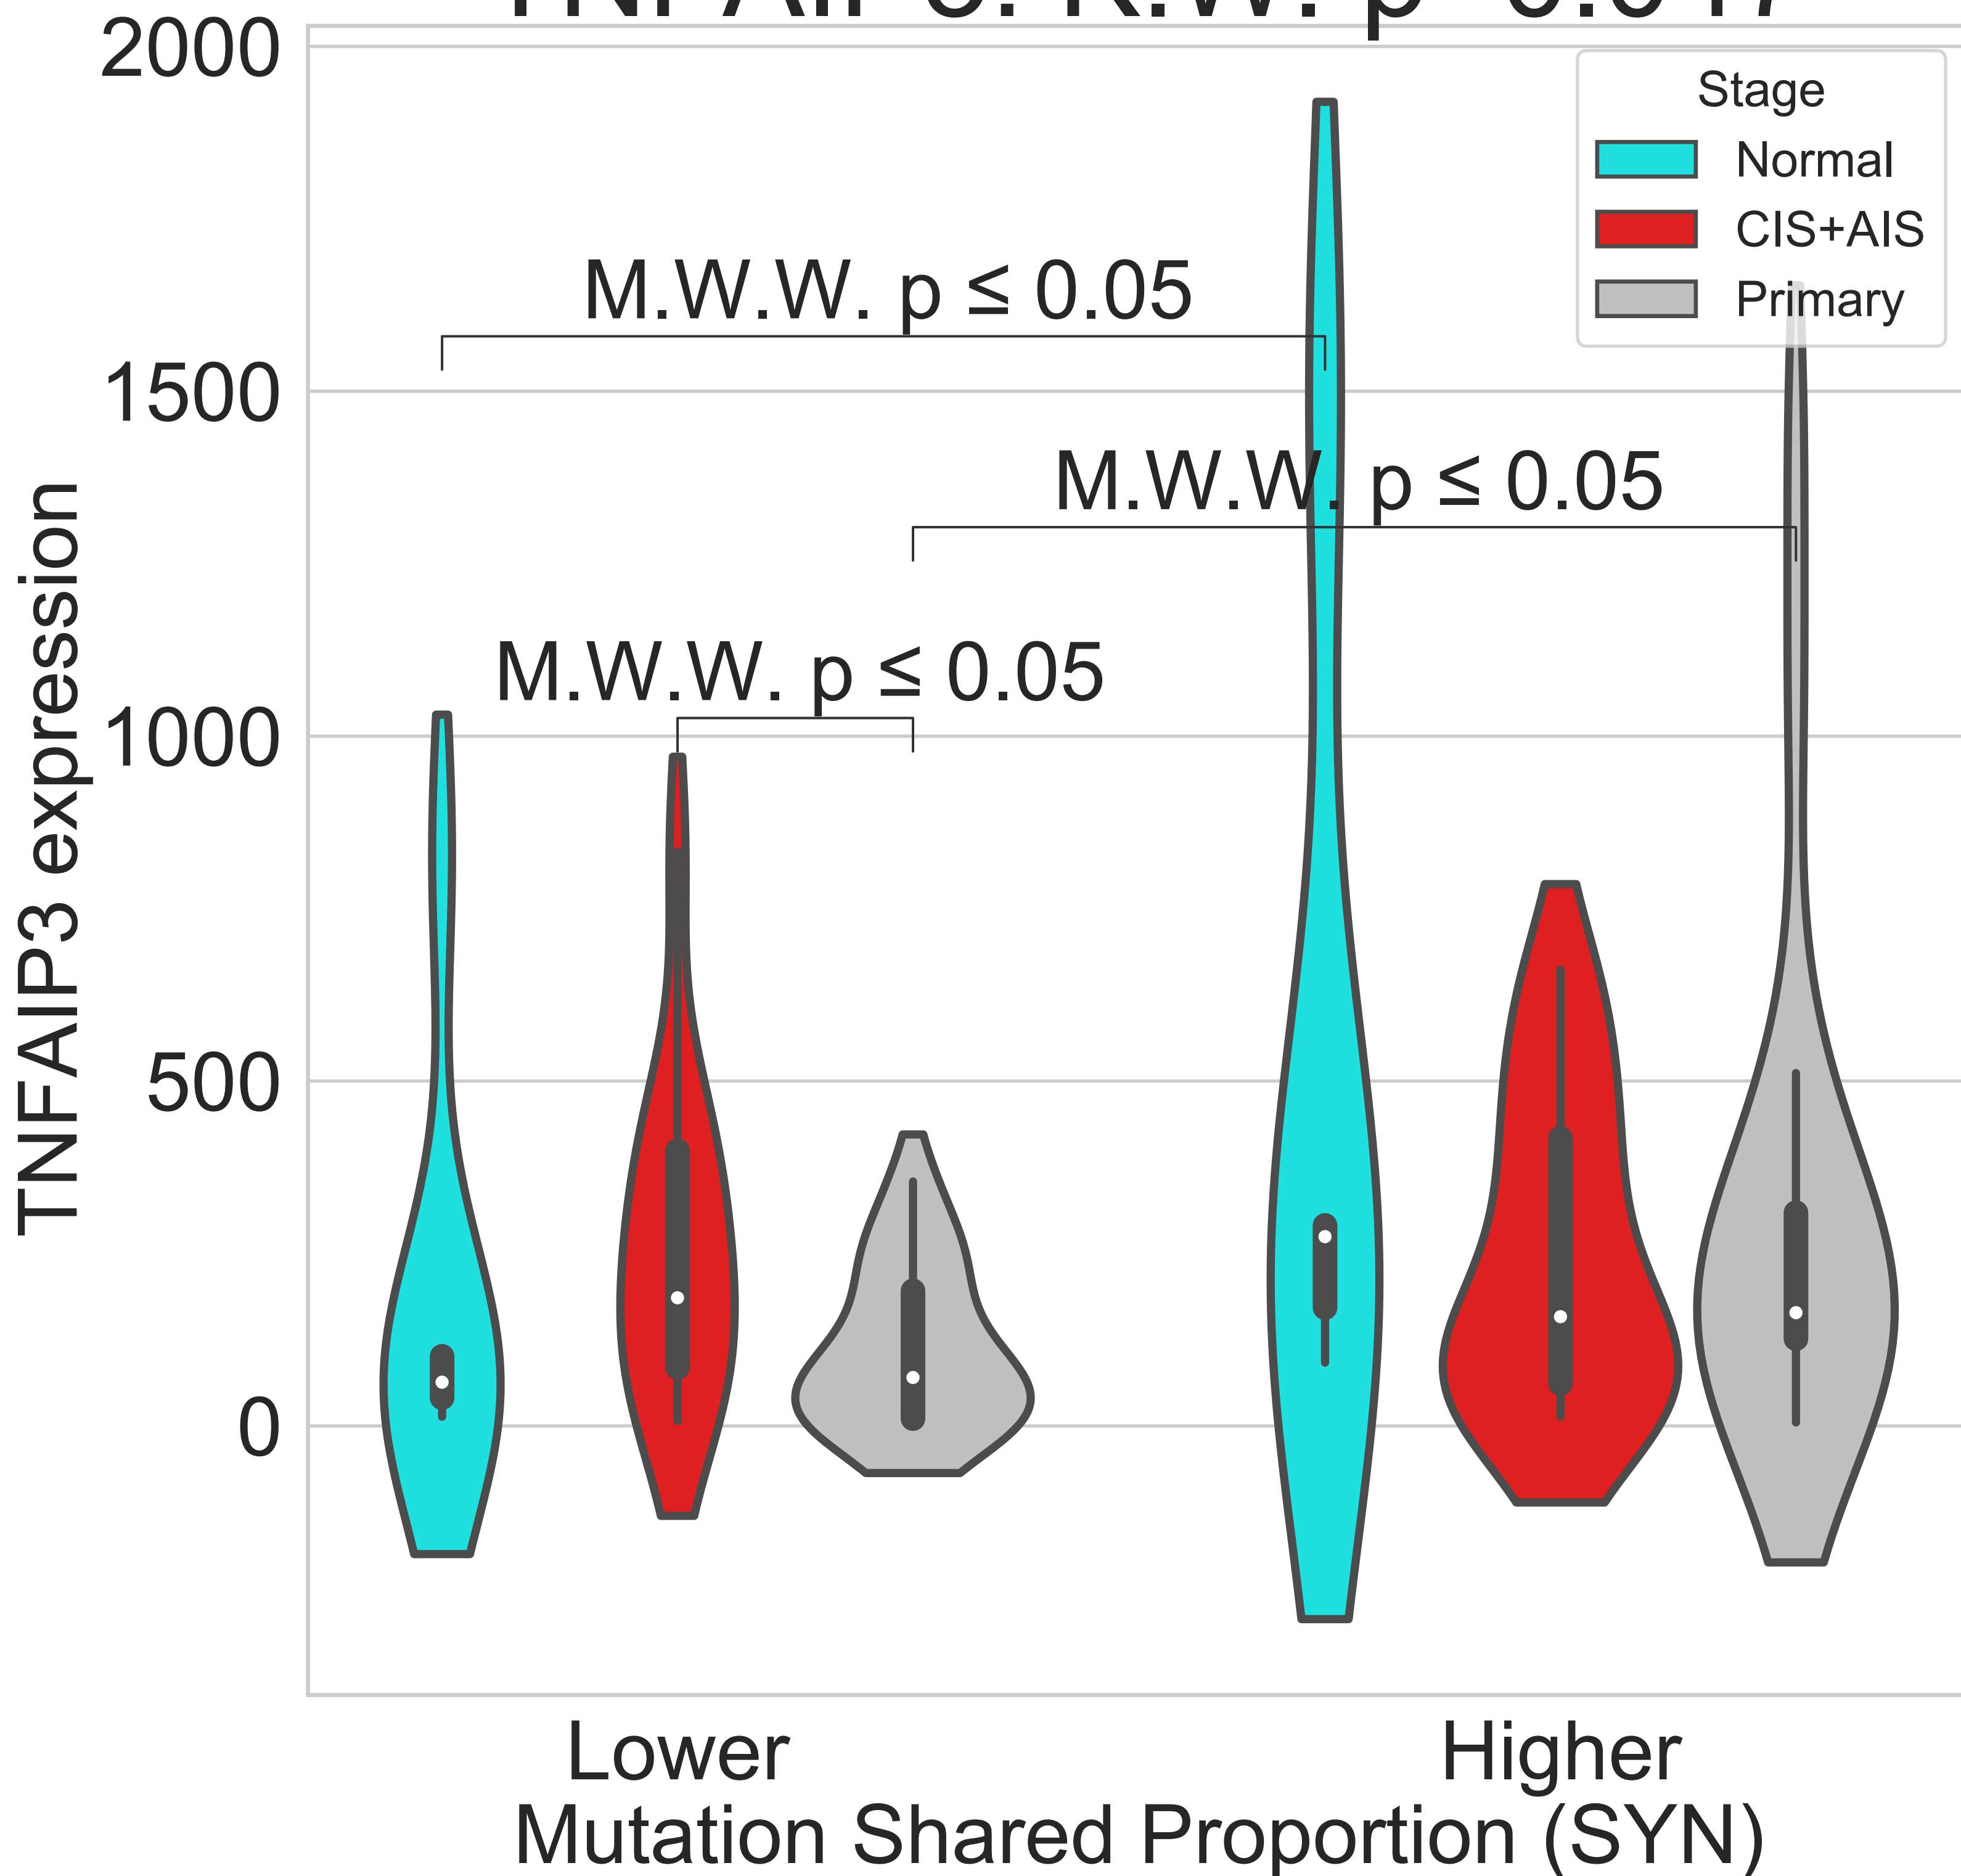 2000
1500
1000
500
0
TNFAIP3 expression
Stage
Normal
CIS+AIS
Primary
M.W.W. p ≤ 0.05
M.W.W. p ≤ 0.05
M.W.W. p ≤ 0.05
Lower
Higher
Mutation Shared Proportion (SYN)